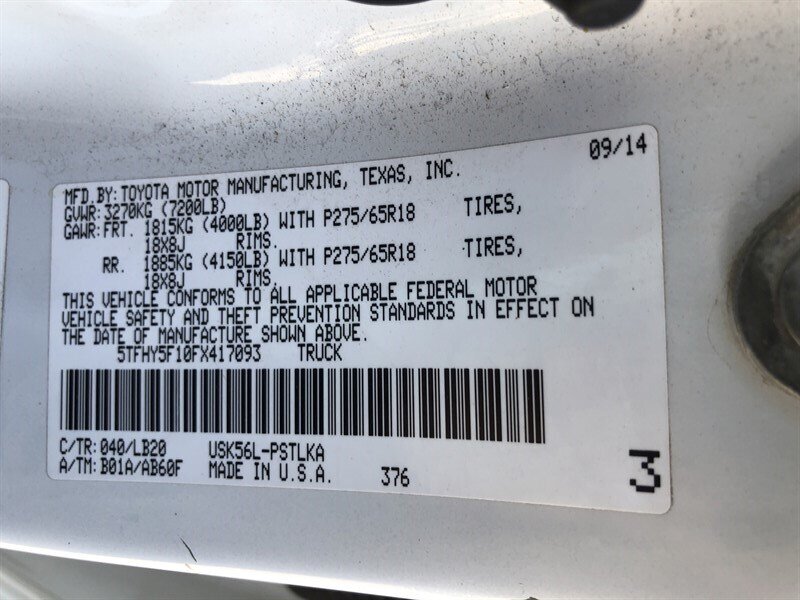 09/14
MFD.BY: TOYOTA MOTOR MANUFACTURING, TEXAS, INC.
GVWR: 3270KG (7200LB)
GAWR: FRT. 1815KG (4000LB) WITH P275/65R18 TIRES,
18X8J RIMS.
RR. 1885KG (4150LB) WITH P275/65R18 TIRES,
18X8J RIMS.
THIS VEHICLE CONFORMS TO ALL APPLICABLE FEDERAL MOTOR
VEHICLE SAFETY AND THEFT PREVENTION STANDARDS IN EFFECT ON
THE DATE OF MANUFACTURE SHOWN ABOVE.
5TFHY5F10FX417093 TRUCK
C/TR: 040/LB20 USK56L-PSTLKA
A/TM: B01A/AB60F MADE IN U.S.A. 376 3